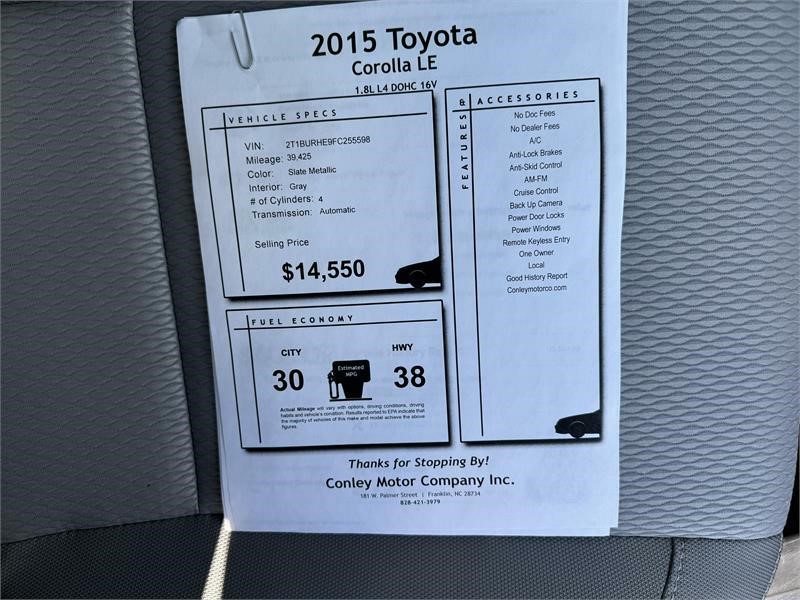 2015 Toyota
Corolla LE
1.8L L4 DOHC 16V
VEHICLE SPECS
VIN: 2T1BURHE9FC255598
Mileage: 39,425
Color: Slate Metallic
Interior: Gray
# of Cylinders: 4
Transmission: Automatic
Selling Price
$14,550
FUEL ECONOMY
CITY
30
Estimated
MPG
HWY
38
Actual Mileage will vary with options, driving conditions, driving
habits and vehicle's condition. Results reported to EPA indicate that
the majority of vehicles of this make and model achieve the above
figures.
FEATURES & ACCESSORIES
No Doc Fees
No Dealer Fees
A/C
Anti-Lock Brakes
Anti-Skid Control
AM-FM
Cruise Control
Back Up Camera
Power Door Locks
Power Windows
Remote Keyless Entry
One Owner
Local
Good History Report
Conleymotorco.com
Thanks for Stopping By!
Conley Motor Company Inc.
181 W. Palmer Street | Franklin, NC 28734
828-421-3979